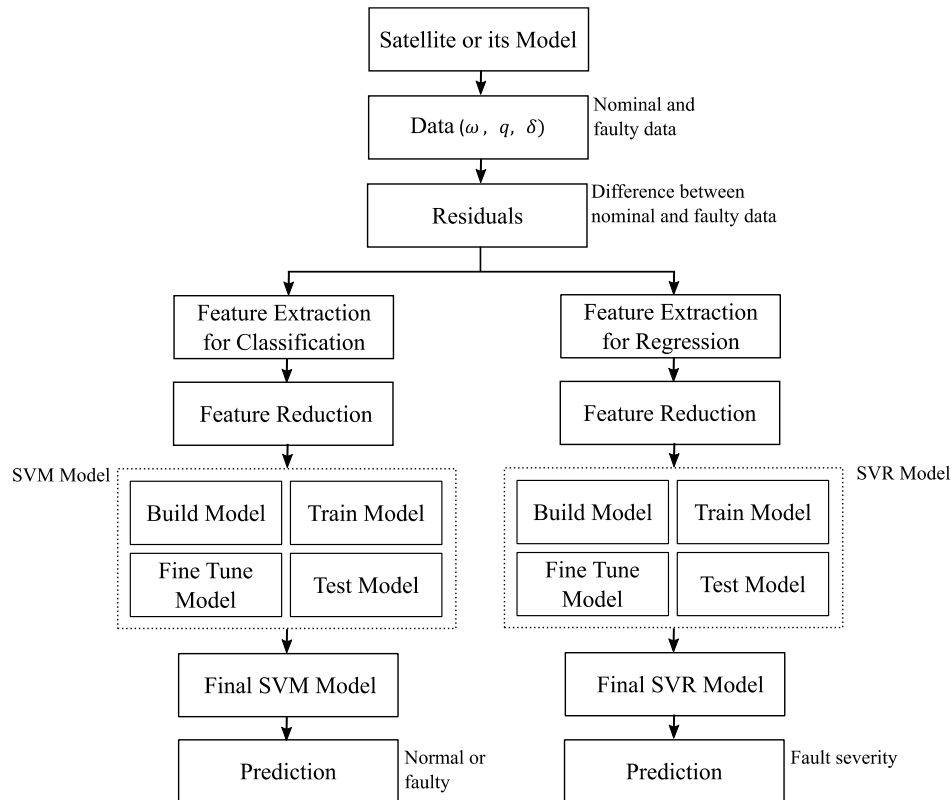 Satellite or its Model
Data (ω, q, δ)
Nominal and
faulty data
Residuals
Difference between
nominal and faulty data
Feature Extraction
for Classification
Feature Reduction
SVM Model
Build Model
Train Model
Fine Tune
Model
Test Model
Final SVM Model
Prediction
Normal or
faulty
Feature Extraction
for Regression
Feature Reduction
SVR Model
Build Model
Train Model
Fine Tune
Model
Test Model
Final SVR Model
Prediction
Fault severity